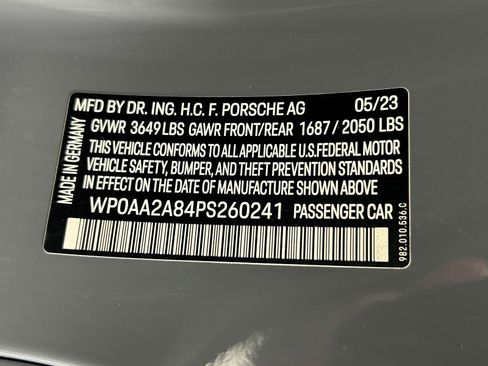 MFD BY DR. ING. H.C. F. PORSCHE AG 05/23
GVWR 3649 LBS GAWR FRONT/REAR 1687/2050 LBS
THIS VEHICLE CONFORMS TO ALL APPLICABLE U.S. FEDERAL MOTOR
VEHICLE SAFETY, BUMPER, AND THEFT PREVENTION STANDARDS
IN EFFECT ON THE DATE OF MANUFACTURE SHOWN ABOVE
WP0AA2A84PS260241 PASSENGER CAR
MADE IN GERMANY
982.010.536.C